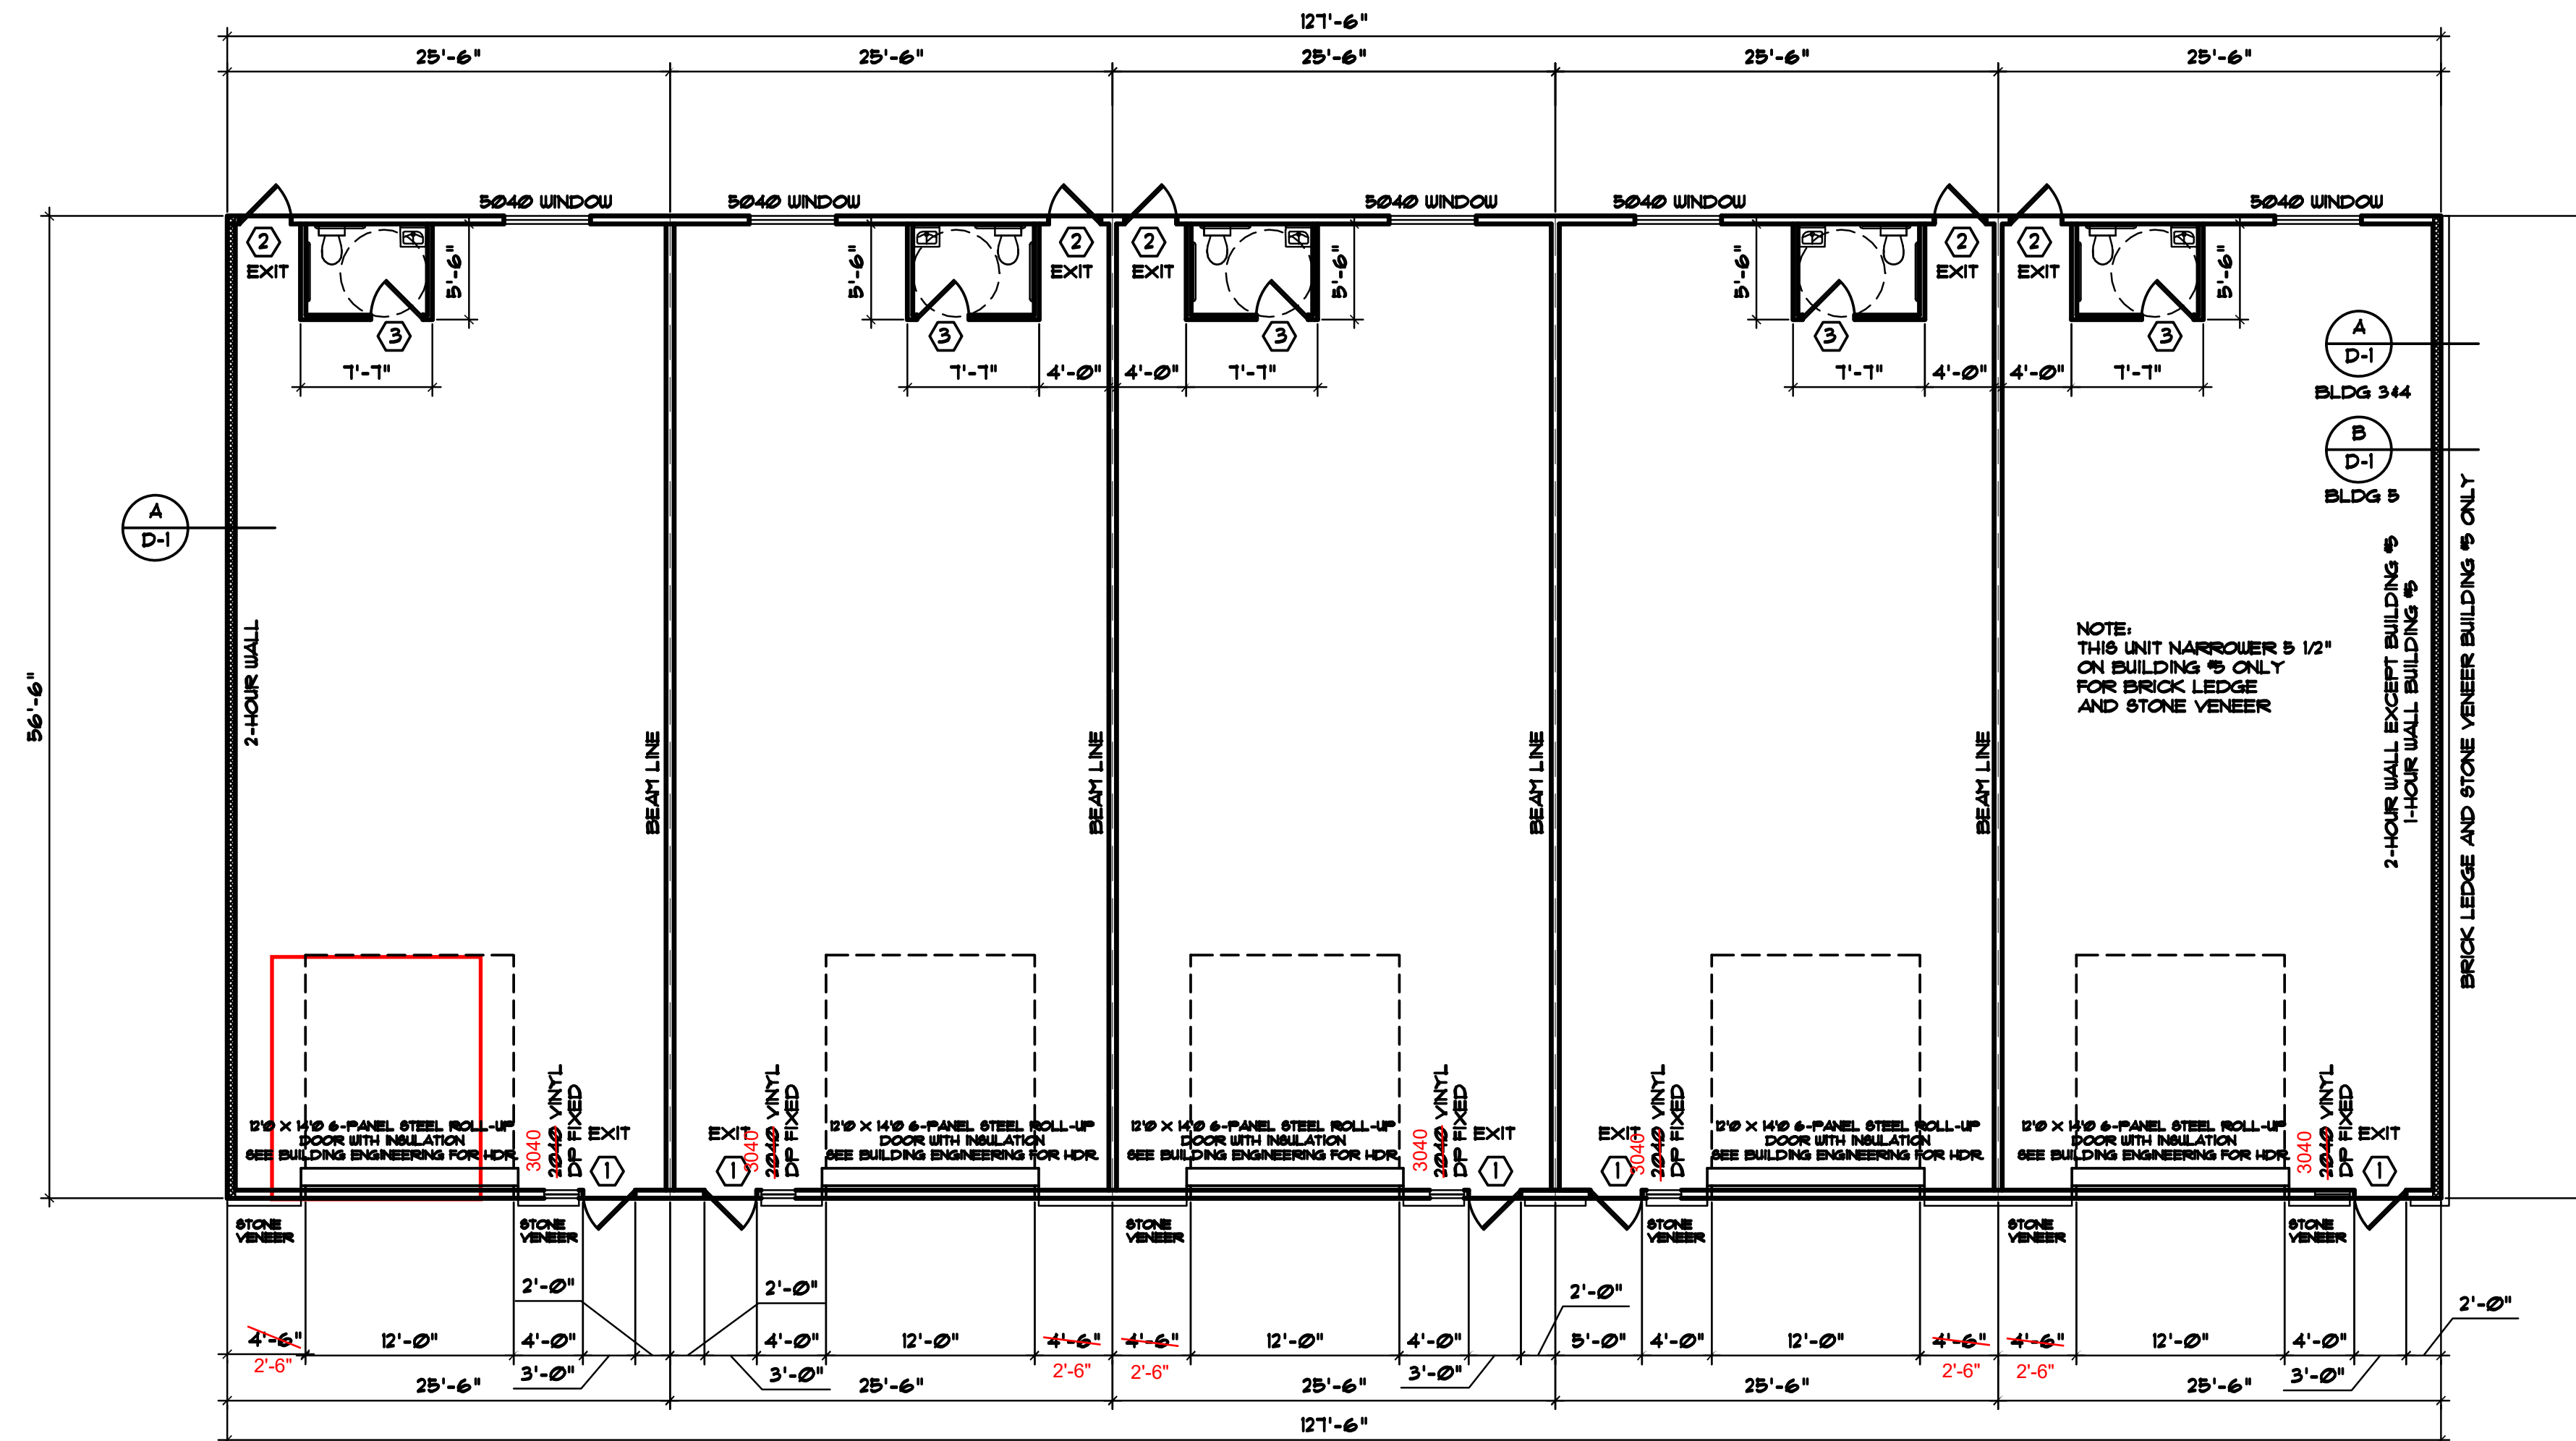 127'-6"
25'-6" 25'-6" 25'-6" 25'-6" 25'-6"
5040 WINDOW 5040 WINDOW 5040 WINDOW 5040 WINDOW 5040 WINDOW
2 2 2 2 2
EXIT EXIT EXIT EXIT EXIT
5'-6" 5'-6" 5'-6" 5'-6" 5'-6"
3 3 3 3 3
7'-7" 7'-7" 4'-0" 4'-0" 7'-7" 7'-7" 4'-0" 4'-0" 7'-7"
A
D-1
BLDG 3&4
B
D-1
BLDG 5
A
D-1
56'-6"
2-HOUR WALL
BEAM LINE
BEAM LINE
BEAM LINE
BEAM LINE
NOTE:
THIS UNIT NARROWER 5 1/2"
ON BUILDING #5 ONLY
FOR BRICK LEDGE
AND STONE VENEER
2-HOUR WALL EXCEPT BUILDING #5
1-HOUR WALL BUILDING #5
BRICK LEDGE AND STONE VENEER BUILDING #5 ONLY
12'0 X 14'0 6-PANEL STEEL ROLL-UP
DOOR WITH INSULATION
SEE BUILDING ENGINEERING FOR HDR.
3040
2040 VINYL
DP FIXED
EXIT
1
EXIT
1
3040
2040 VINYL
DP FIXED
12'0 X 14'0 6-PANEL STEEL ROLL-UP
DOOR WITH INSULATION
SEE BUILDING ENGINEERING FOR HDR.
12'0 X 14'0 6-PANEL STEEL ROLL-UP
DOOR WITH INSULATION
SEE BUILDING ENGINEERING FOR HDR.
3040
2040 VINYL
DP FIXED
EXIT
1
EXIT
1
3040
2040 VINYL
DP FIXED
12'0 X 14'0 6-PANEL STEEL ROLL-UP
DOOR WITH INSULATION
SEE BUILDING ENGINEERING FOR HDR.
12'0 X 14'0 6-PANEL STEEL ROLL-UP
DOOR WITH INSULATION
SEE BUILDING ENGINEERING FOR HDR.
3040
2040 VINYL
DP FIXED
EXIT
1
STONE
VENEER
STONE
VENEER
STONE
VENEER
STONE
VENEER
STONE
VENEER
STONE
VENEER
2'-0" 2'-0" 2'-0" 2'-0"
4'-6" 12'-0" 4'-0" 4'-0" 12'-0" 4'-6" 4'-6" 12'-0" 4'-0" 5'-0" 4'-0" 12'-0" 4'-6" 4'-6" 12'-0" 4'-0"
2'-6" 3'-0" 3'-0" 2'-6" 2'-6" 3'-0" 2'-6" 2'-6" 3'-0"
25'-6" 25'-6" 25'-6" 25'-6" 25'-6"
127'-6"